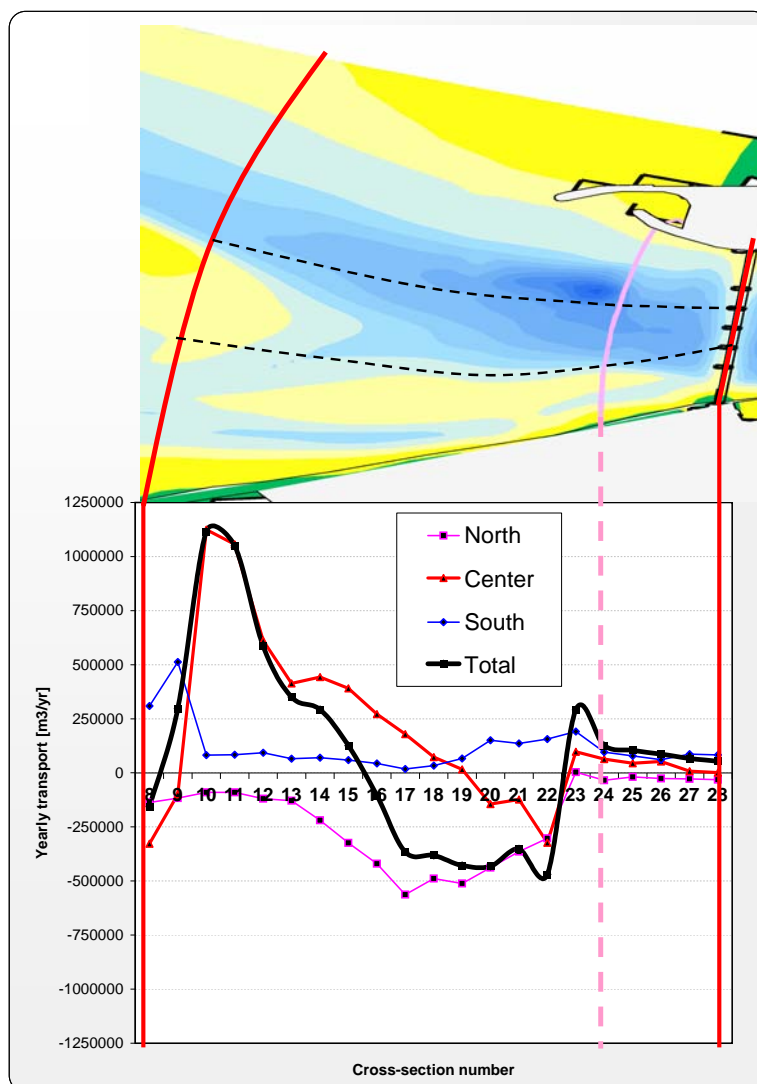 1250000
1000000
750000
500000
250000
0
-250000
-500000
-750000
-1000000
-1250000
Yearly transport [m3/yr]
North
Center
South
Total
8 9 10 11 12 13 14 15 16 17 18 19 20 21 22 23 24 25 26 27 28
Cross-section number